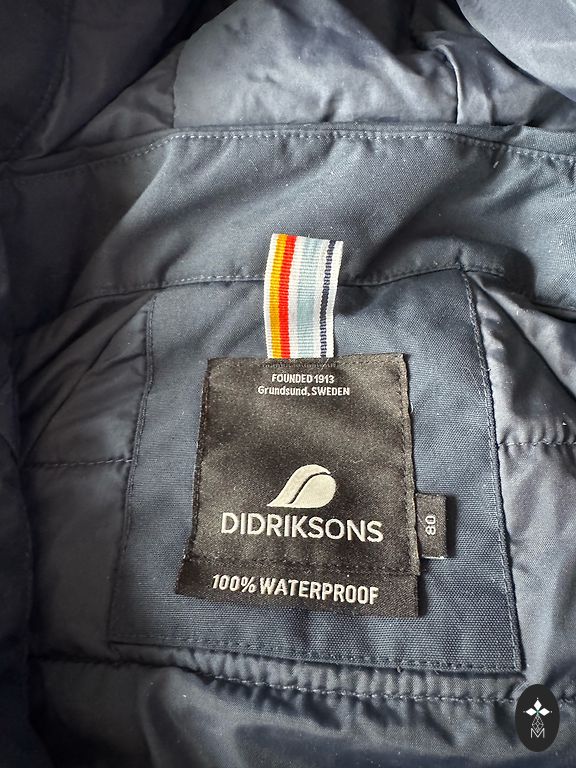 FOUNDED 1913
Grundsund, SWEDEN
DIDRIKSONS
80
100% WATERPROOF
M